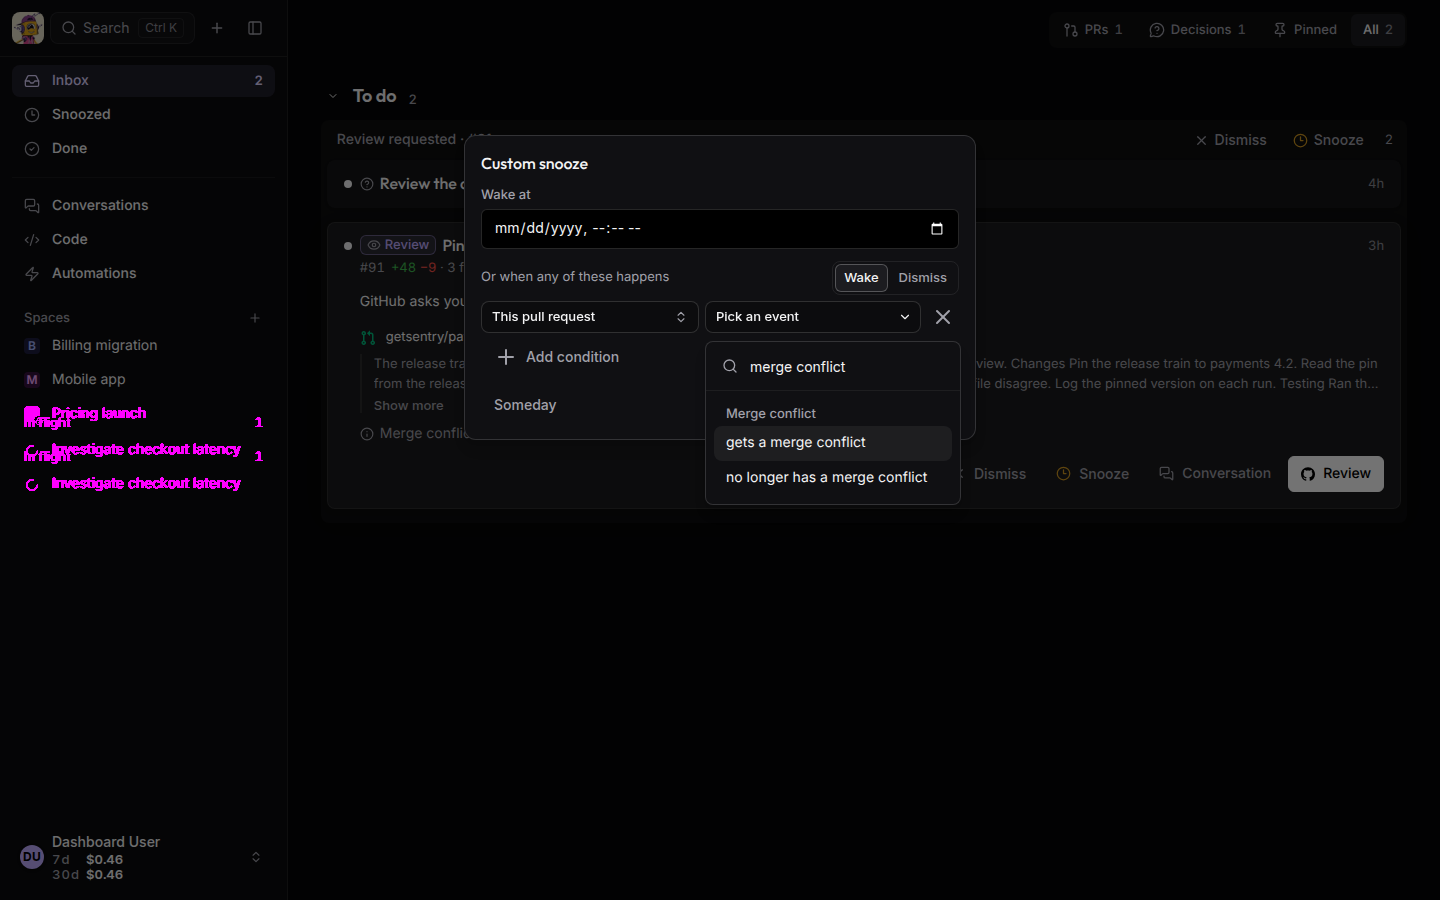 Search Ctrl K
PRs 1
Decisions 1
Pinned
All 2
Inbox 2
Snoozed
Done
Conversations
Code
Automations
Spaces
B Billing migration
M Mobile app
Pricing launch
In flight 1
Investigate checkout latency
In flight 1
Investigate checkout latency
Dashboard User
DU
7d $0.46
30d $0.46
To do 2
Review requested ·
Dismiss
Snooze 2
Review the 4h
Review Pin 3h
#91 +48 −9 · 3 f
GitHub asks you
getsentry/pa
The release tra
view. Changes Pin the release train to payments 4.2. Read the pin
from the releas
file disagree. Log the pinned version on each run. Testing Ran th...
Show more
Merge conflic
Dismiss
Snooze
Conversation
Review
Custom snooze
Wake at
mm/dd/yyyy, --:-- --
Or when any of these happens
Wake
Dismiss
This pull request
Pick an event
Add condition
Someday
merge conflict
Merge conflict
gets a merge conflict
no longer has a merge conflict